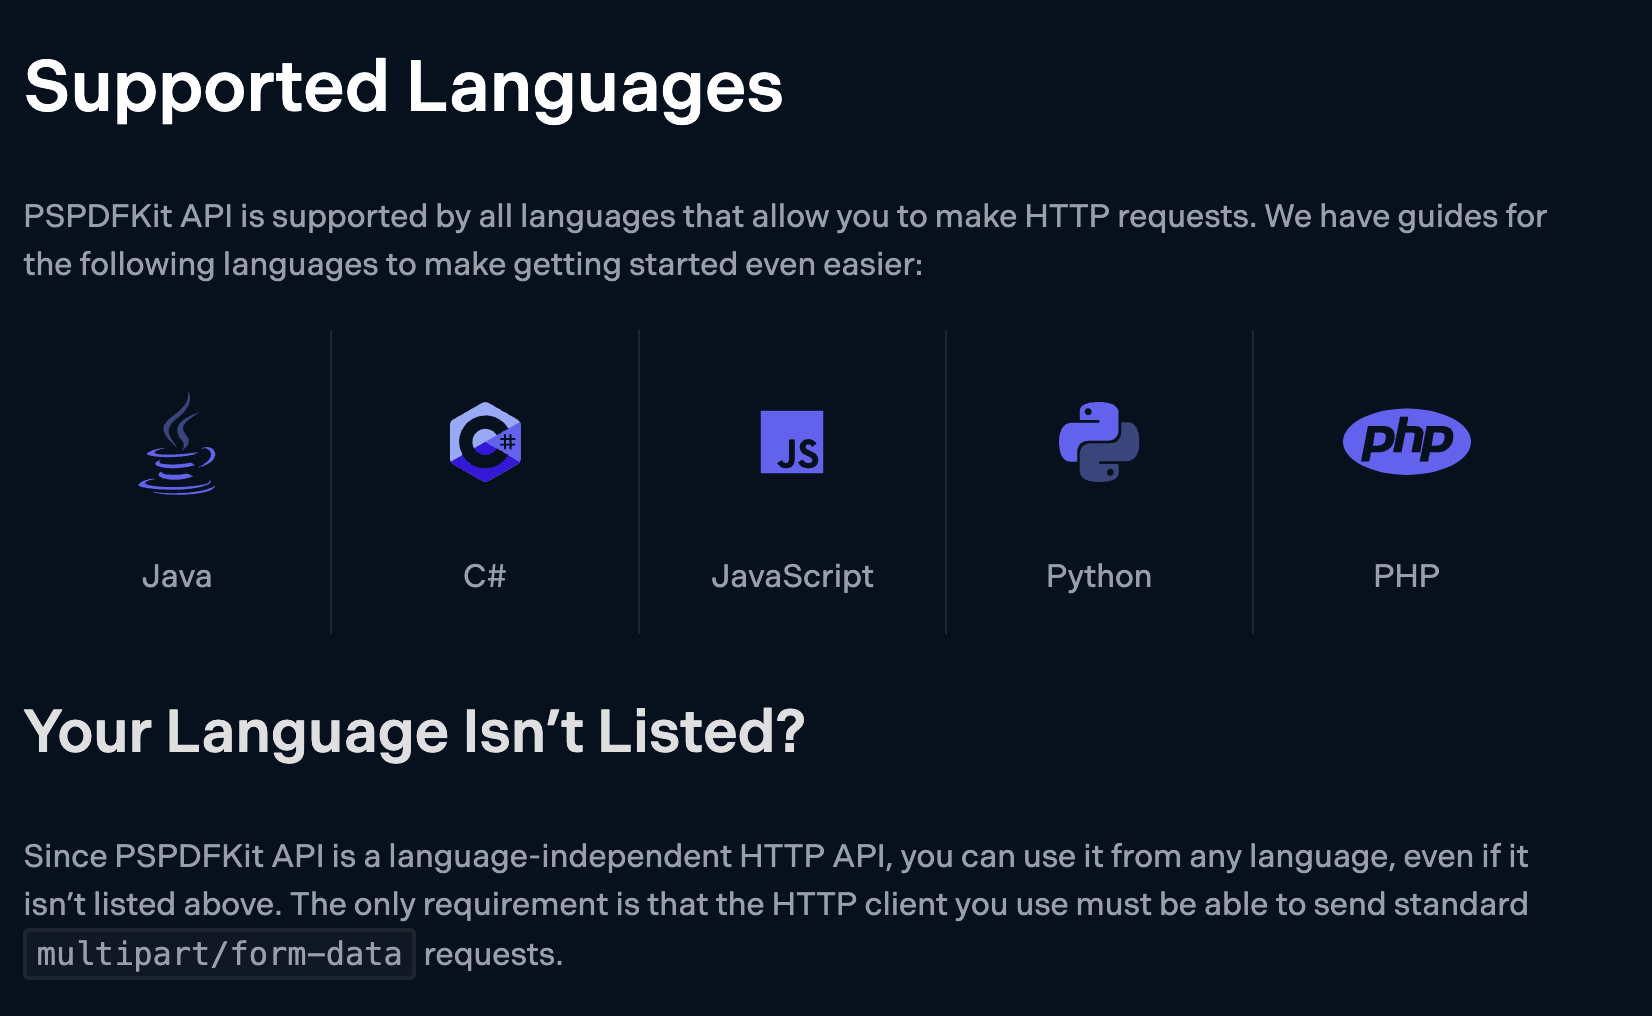 Supported Languages
PSPDFKit API is supported by all languages that allow you to make HTTP requests. We have guides for
the following languages to make getting started even easier:
C#
JS
php
Java
C#
JavaScript
Python
PHP
Your Language Isn’t Listed?
Since PSPDFKit API is a language-independent HTTP API, you can use it from any language, even if it
isn’t listed above. The only requirement is that the HTTP client you use must be able to send standard
multipart/form-data requests.